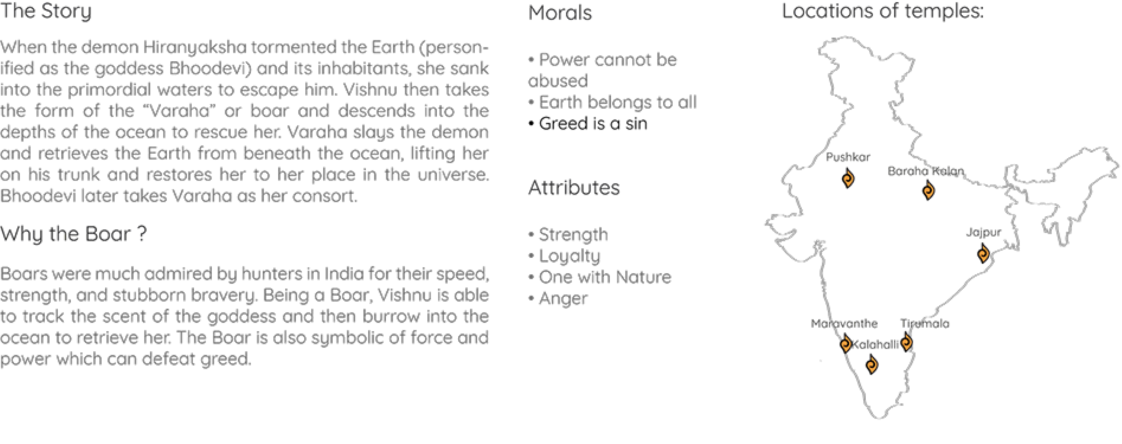 The Story
When the demon Hiranyaksha tormented the Earth (person-
ified as the goddess Bhoodevi) and its inhabitants, she sank
into the primordial waters to escape him. Vishnu then takes
the form of the “Varaha” or boar and descends into the
depths of the ocean to rescue her. Varaha slays the demon
and retrieves the Earth from beneath the ocean, lifting her
on his trunk and restores her to her place in the universe.
Bhoodevi later takes Varaha as her consort.
Why the Boar ?
Boars were much admired by hunters in India for their speed,
strength, and stubborn bravery. Being a Boar, Vishnu is able
to track the scent of the goddess and then burrow into the
ocean to retrieve her. The Boar is also symbolic of force and
power which can defeat greed.
Morals
• Power cannot be
abused
• Earth belongs to all
• Greed is a sin
Attributes
• Strength
• Loyalty
• One with Nature
• Anger
Locations of temples:
Pushkar
Baraha Kalan
Jajpur
Maravanthe
Tirumala
Kalahalli